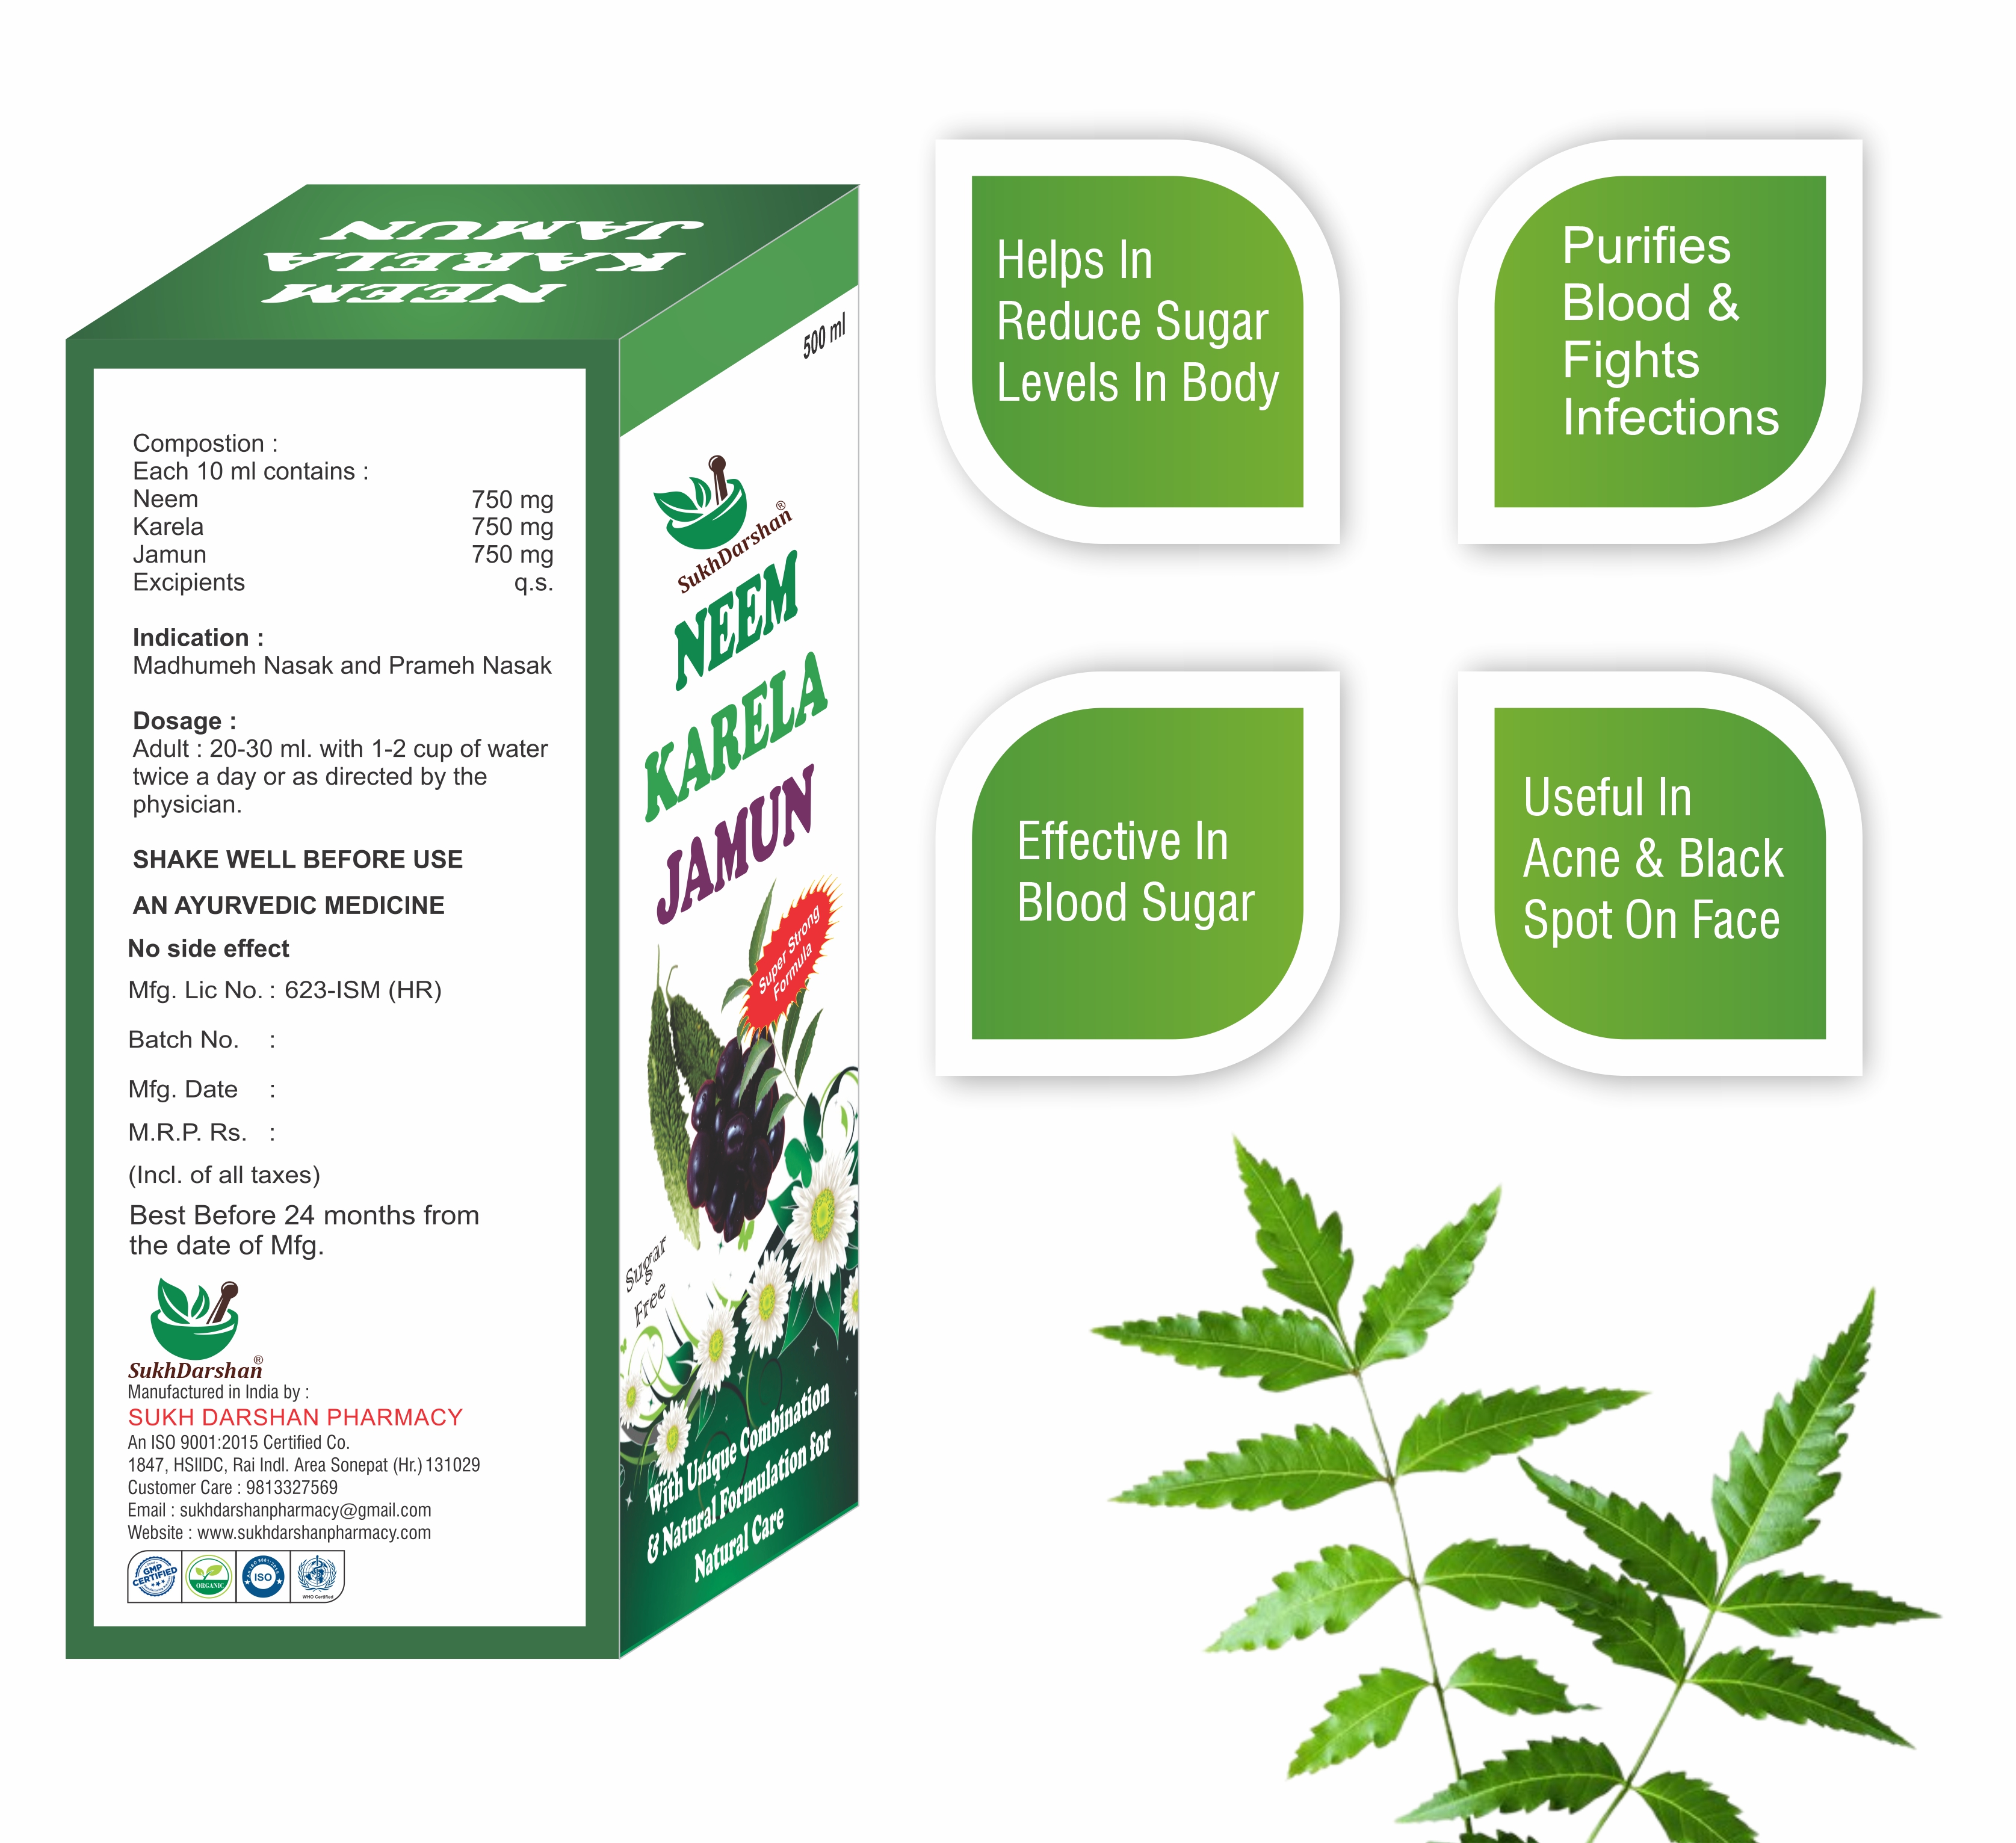 NEEM
KARELA
JAMUN
Compostion :
Each 10 ml contains :
Neem 750 mg
Karela 750 mg
Jamun 750 mg
Excipients q.s.
Indication :
Madhumeh Nasak and Prameh Nasak
Dosage :
Adult : 20-30 ml. with 1-2 cup of water
twice a day or as directed by the
physician.
SHAKE WELL BEFORE USE
AN AYURVEDIC MEDICINE
No side effect
Mfg. Lic No. : 623-ISM (HR)
Batch No. :
Mfg. Date :
M.R.P. Rs. :
(Incl. of all taxes)
Best Before 24 months from
the date of Mfg.
SukhDarshan®
Manufactured in India by :
SUKH DARSHAN PHARMACY
An ISO 9001:2015 Certified Co.
1847, HSIIDC, Rai Indl. Area Sonepat (Hr.) 131029
Customer Care : 9813327569
Email : sukhdarshanpharmacy@gmail.com
Website : www.sukhdarshanpharmacy.com
GMP
CERTIFIED
ORGANIC
ISO
WHO Certified
500 ml
SukhDarshan®
NEEM
KARELA
JAMUN
Super Strong
Formula
Sugar
Free
With Unique Combination
& Natural Formulation for
Natural Care
Helps In
Reduce Sugar
Levels In Body
Purifies
Blood &
Fights
Infections
Effective In
Blood Sugar
Useful In
Acne & Black
Spot On Face